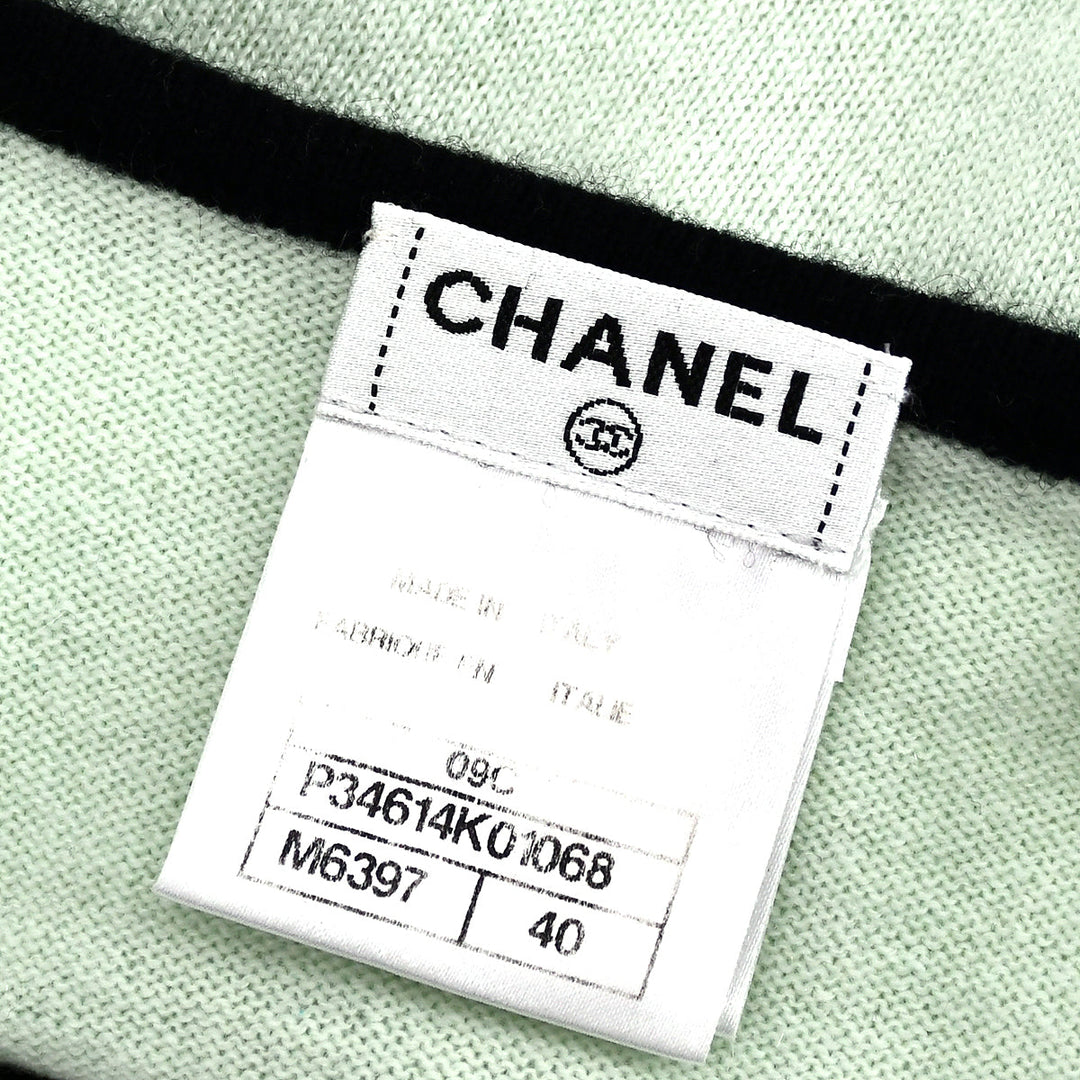 CHANEL
MADE IN ITALY
FABRIQUE EN ITALIE
09C
P34614K01068
M6397 40